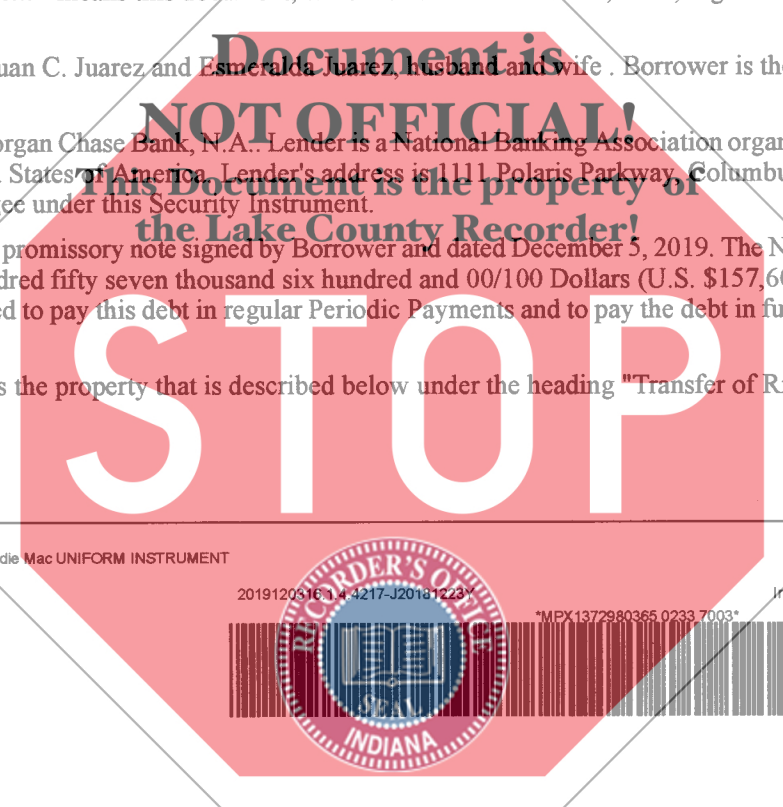 Document is
uan C. Juarez and Esmeralda Juarez, husband and wife . Borrower is the
NOT OFFICIAL!
organ Chase Bank, N.A.. Lender is a National Banking Association organ
States of America. Lender's address is 1111 Polaris Parkway, Columbu
This Document is the property of
ee under this Security Instrument.
the Lake County Recorder!
promissory note signed by Borrower and dated December 5, 2019. The N
dred fifty seven thousand six hundred and 00/100 Dollars (U.S. $157,60
ed to pay this debt in regular Periodic Payments and to pay the debt in fu
STOP
s the property that is described below under the heading "Transfer of Ri
die Mac UNIFORM INSTRUMENT
2019120316.1.4.4217-J20181223Y
In
*MPX1372980365 0233 7003*
RECORDER'S OFFICE
SEAL
INDIANA